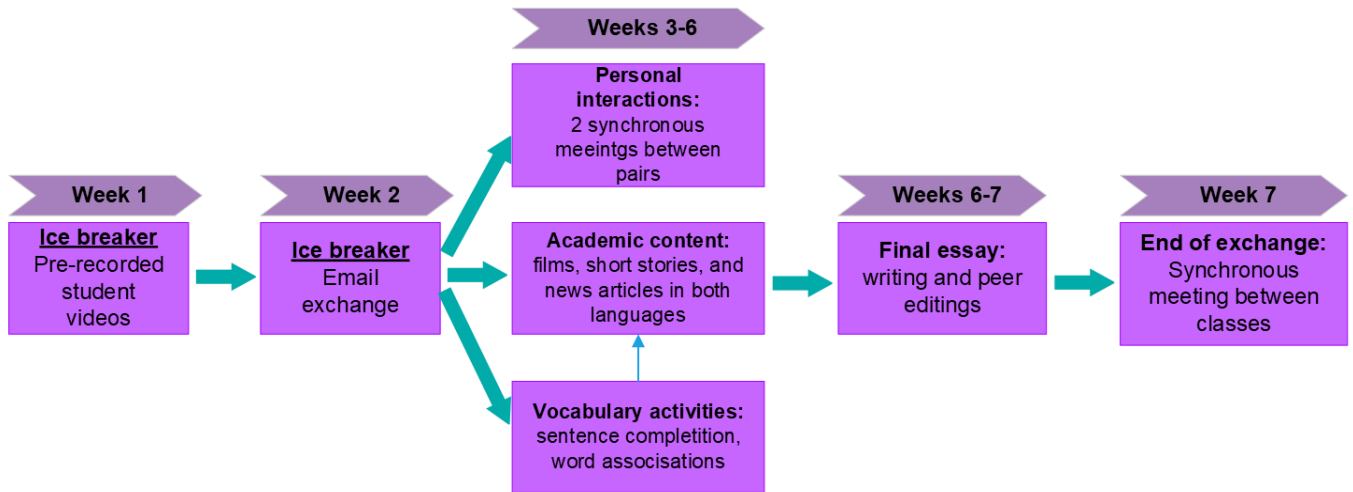 Week 1
Ice breaker
Pre-recorded
student
videos
Week 2
Ice breaker
Email
exchange
Weeks 3-6
Personal
interactions:
2 synchronous
meeintgs between
pairs
Academic content:
films, short stories, and
news articles in both
languages
Vocabulary activities:
sentence completition,
word associsations
Weeks 6-7
Final essay:
writing and peer
editings
Week 7
End of exchange:
Synchronous
meeting between
classes